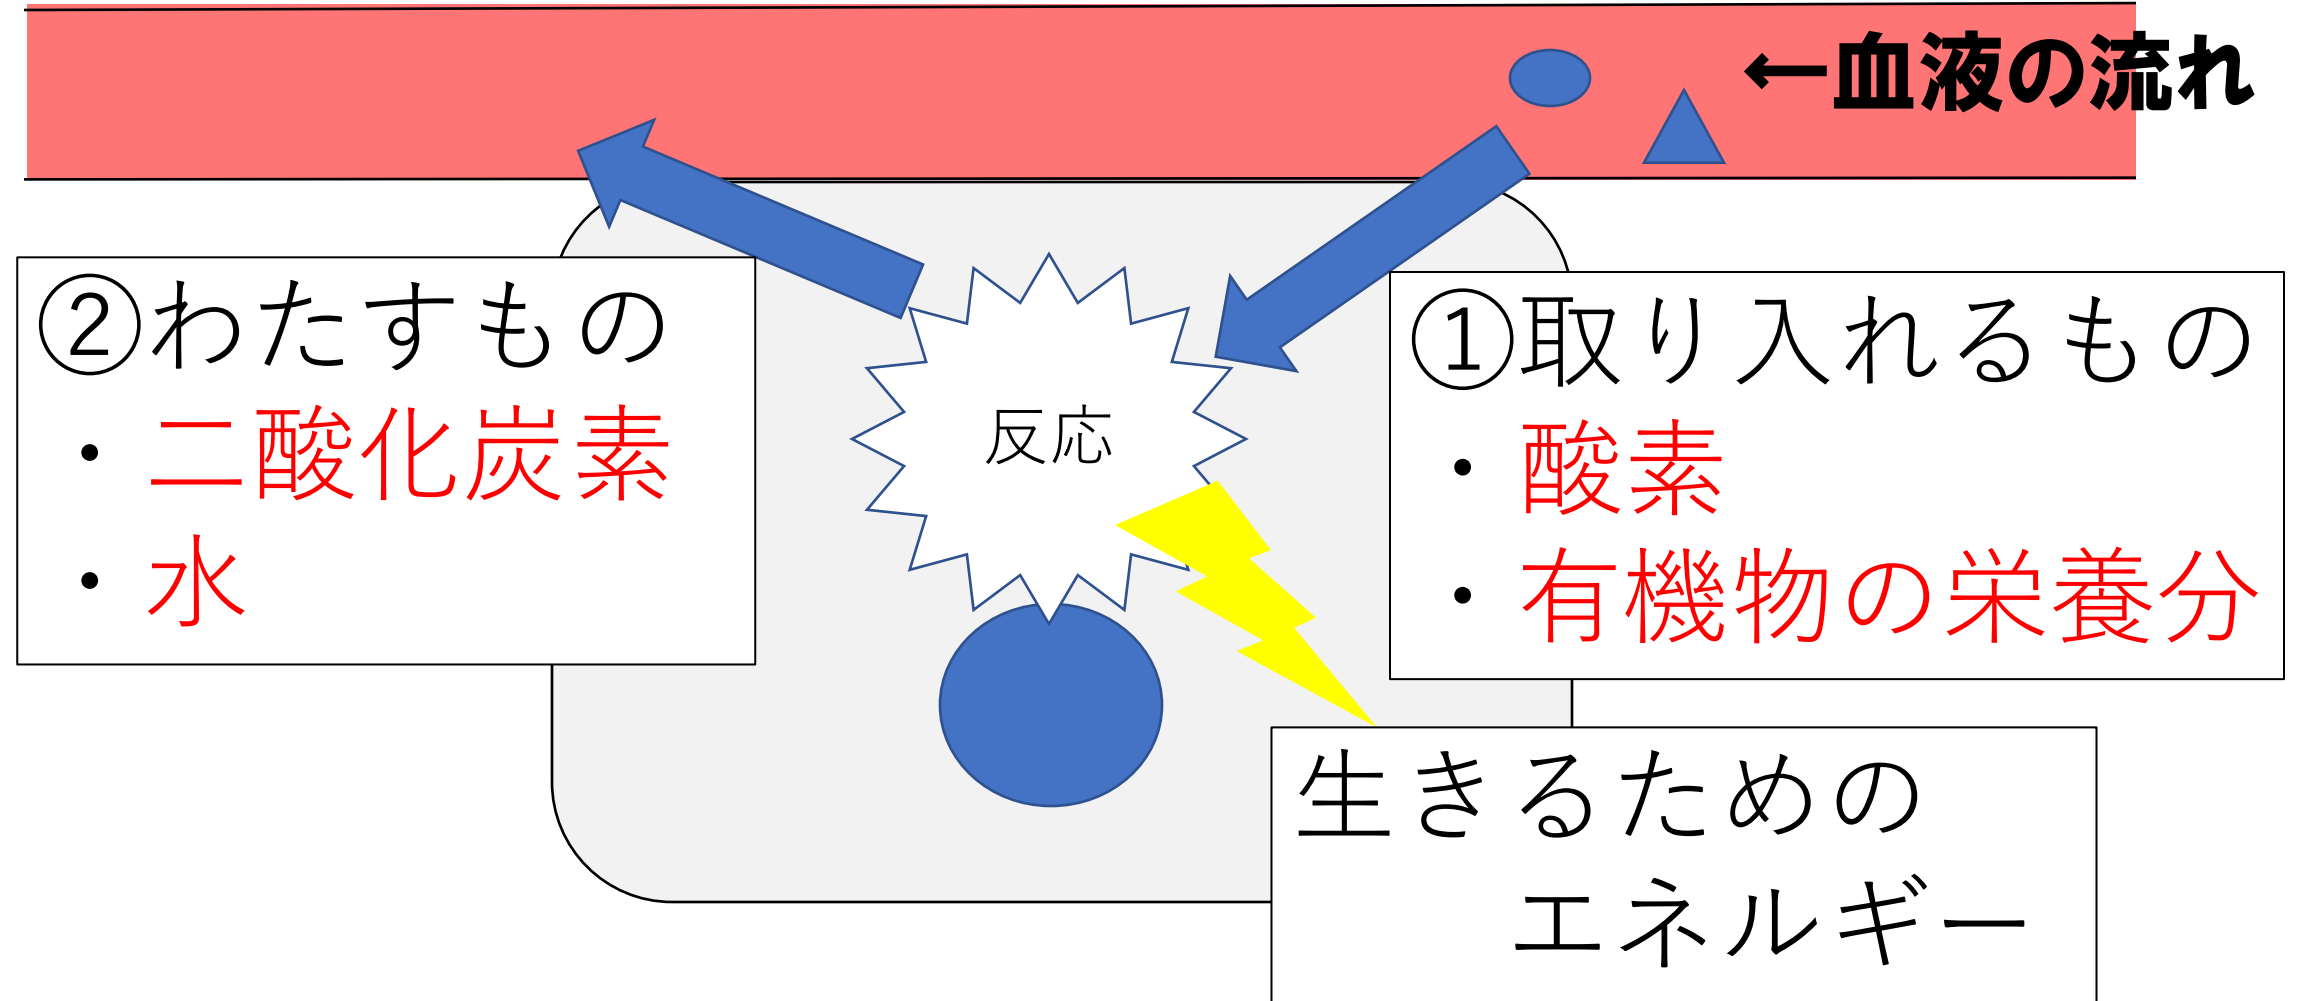 ←血液の流れ
②わたすもの
・二酸化炭素
・水
反応
①取り入れるもの
・酸素
・有機物の栄養分
生きるための
エネルギー